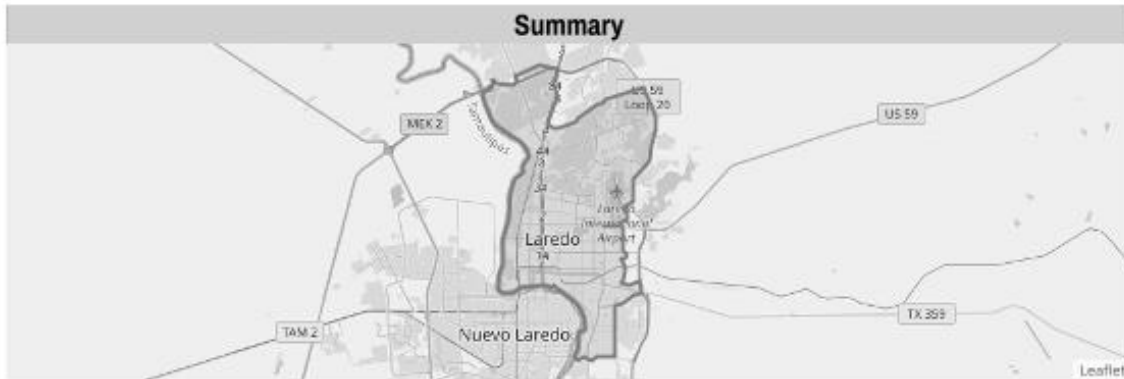 Summary
US 59
Loop 20
US 59
MEX 2
Tamaulipas
Laredo
International
Airport
Laredo
TX 359
TAM 2
Nuevo Laredo
Leaflet